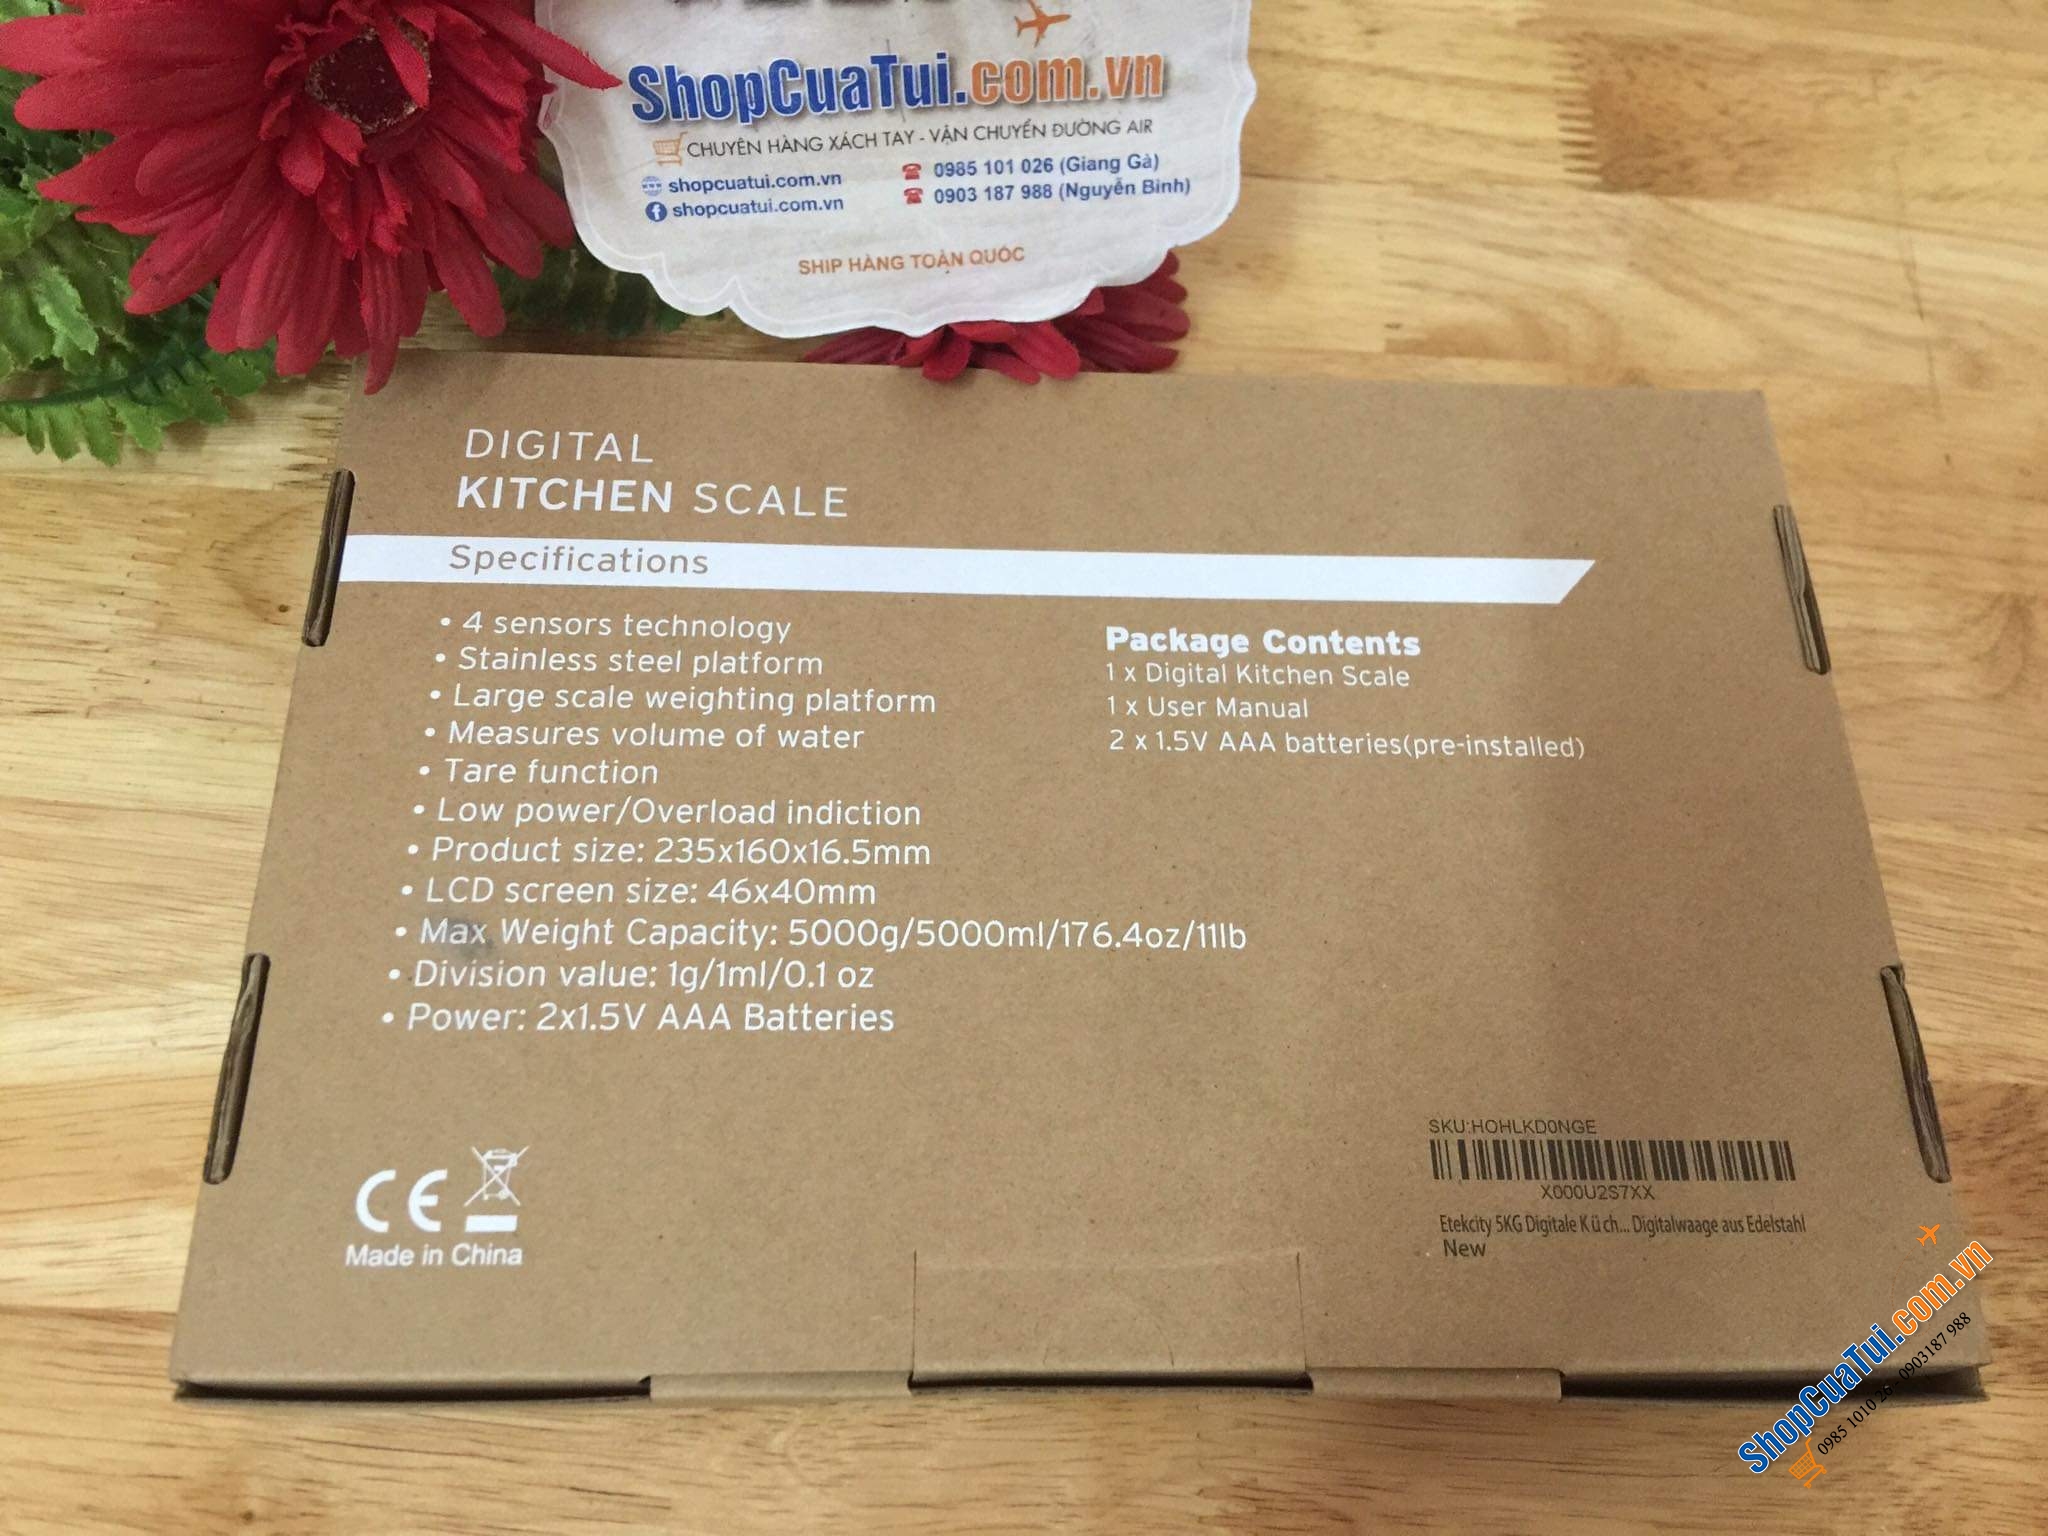 ShopCuaTui.com.vn
CHUYÊN HÀNG XÁCH TAY - VẬN CHUYỂN ĐƯỜNG AIR
shopcuatui.com.vn
shopcuatui.com.vn
0985 101 026 (Giang Gà)
0903 187 988 (Nguyễn Bính)
SHIP HÀNG TOÀN QUỐC
DIGITAL
KITCHEN SCALE
Specifications
• 4 sensors technology
• Stainless steel platform
• Large scale weighting platform
• Measures volume of water
• Tare function
• Low power/Overload indiction
• Product size: 235x160x16.5mm
• LCD screen size: 46x40mm
• Max Weight Capacity: 5000g/5000ml/176.4oz/11lb
• Division value: 1g/1ml/0.1 oz
• Power: 2x1.5V AAA Batteries
Package Contents
1 x Digital Kitchen Scale
1 x User Manual
2 x 1.5V AAA batteries(pre-installed)
CE
Made in China
SKU:HOHLKD0NGE
X000U2S7XX
Etekcity 5KG Digitale K ü ch... Digitalwaage aus Edelstahl
New
ShopCuaTui.com.vn
0985 1010 26 - 0903187 988